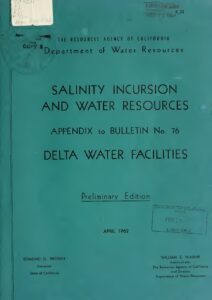 THE RESOURCES AGENCY OF CALIFORNIA
Department of Water Resources
SALINITY INCURSION
AND WATER RESOURCES
APPENDIX to BULLETIN No. 76
DELTA WATER FACILITIES
Preliminary Edition
APRIL 1962
EDMUND G. BROWN
Governor
State of California
WILLIAM E. WARNE
Administrator
The Resources Agency of California
and Director
Department of Water Resources